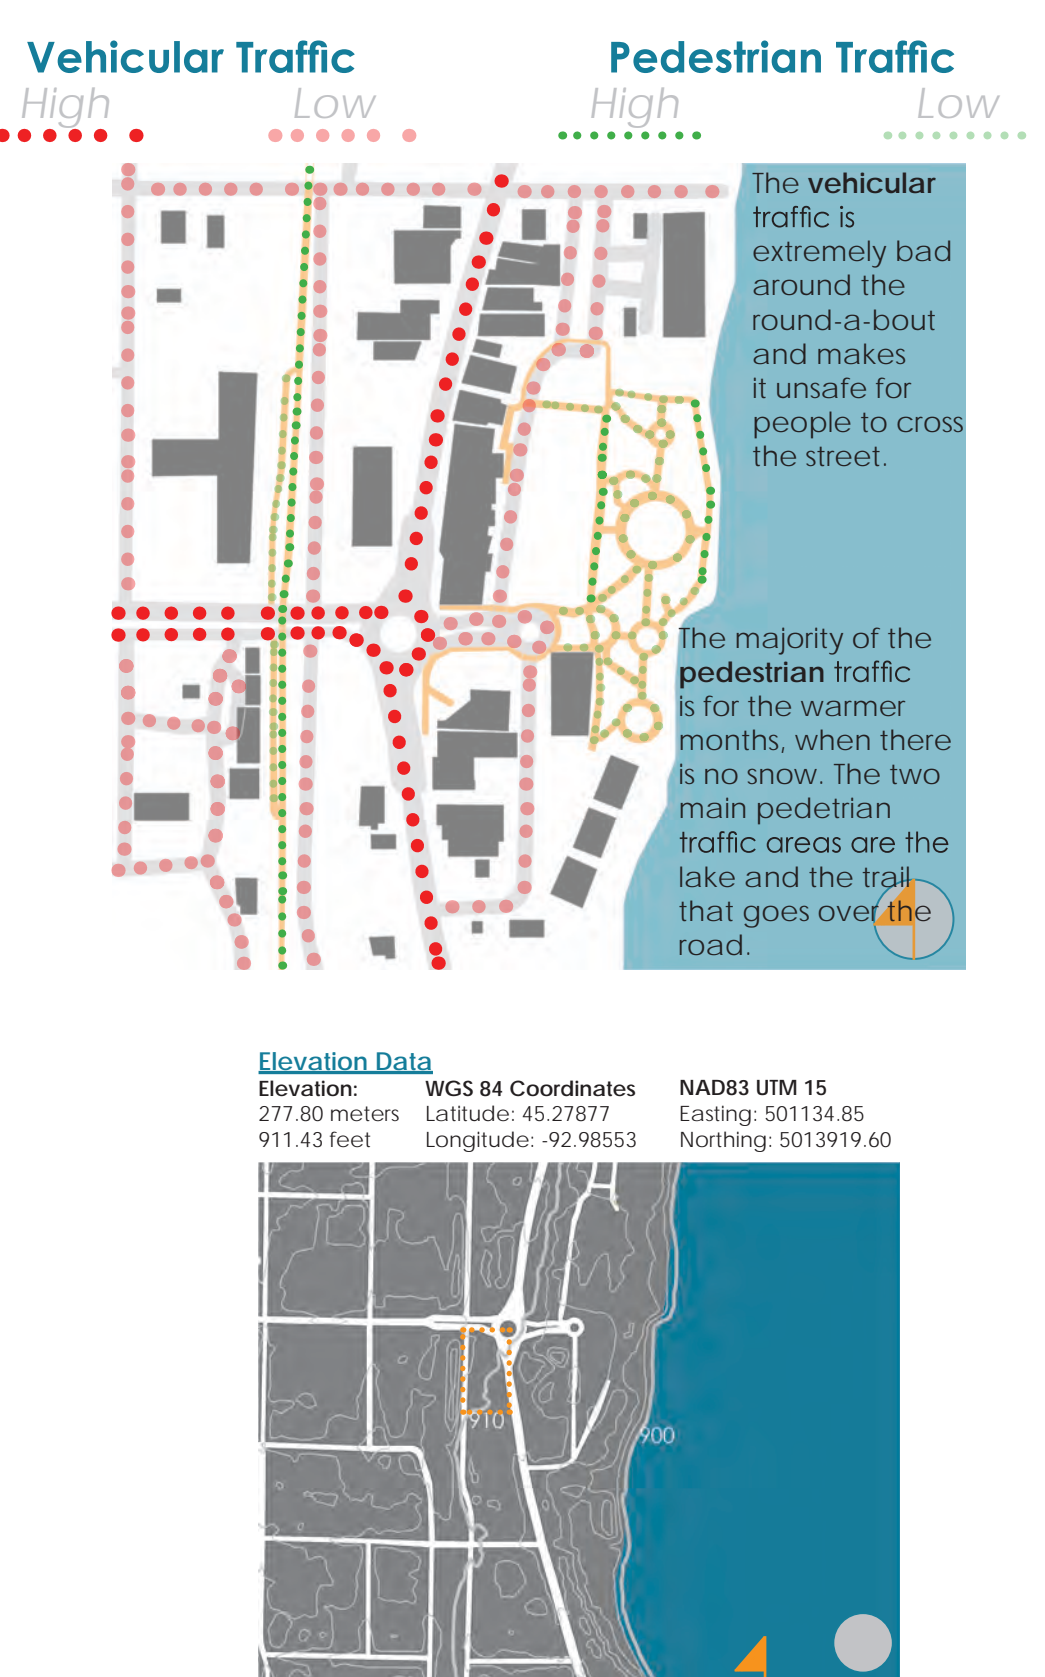 Vehicular Traffic
Pedestrian Traffic
High
Low
High
Low
The vehicular
traffic is
extremely bad
around the
round-a-bout
and makes
it unsafe for
people to cross
the street.
The majority of the
pedestrian traffic
is for the warmer
months, when there
is no snow. The two
main pedetrian
traffic areas are the
lake and the trail
that goes over the
road.
Elevation Data
Elevation:
277.80 meters
911.43 feet
WGS 84 Coordinates
Latitude: 45.27877
Longitude: -92.98553
NAD83 UTM 15
Easting: 501134.85
Northing: 5013919.60
910
900